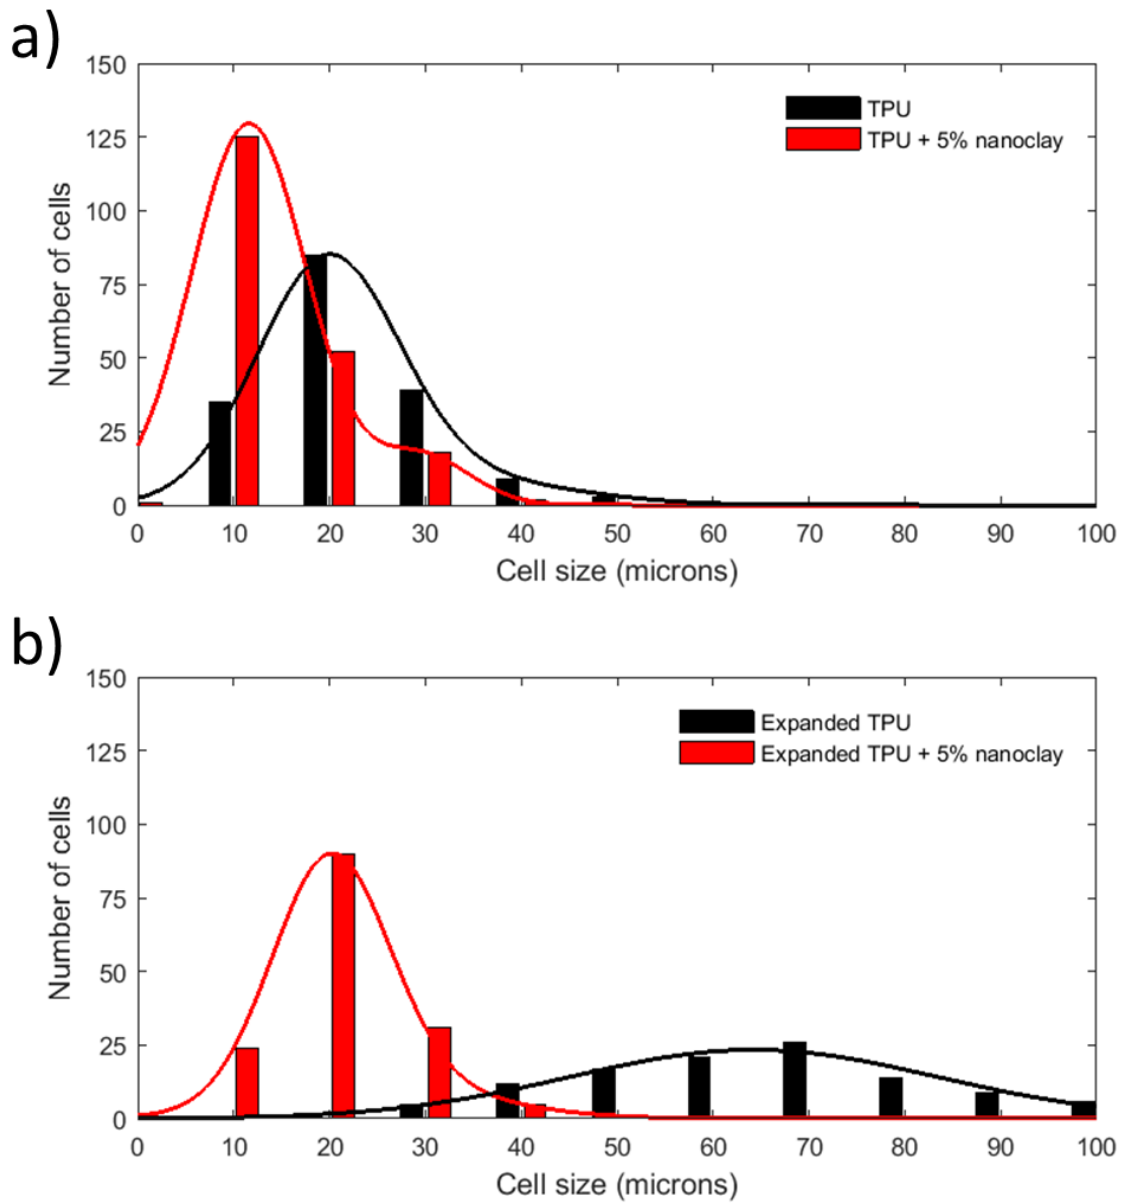 a)
150
125
100
75
50
25
0
Number of cells
TPU
TPU + 5% nanoclay
0 10 20 30 40 50 60 70 80 90 100
Cell size (microns)
b)
150
125
100
75
50
25
0
Number of cells
Expanded TPU
Expanded TPU + 5% nanoclay
0 10 20 30 40 50 60 70 80 90 100
Cell size (microns)